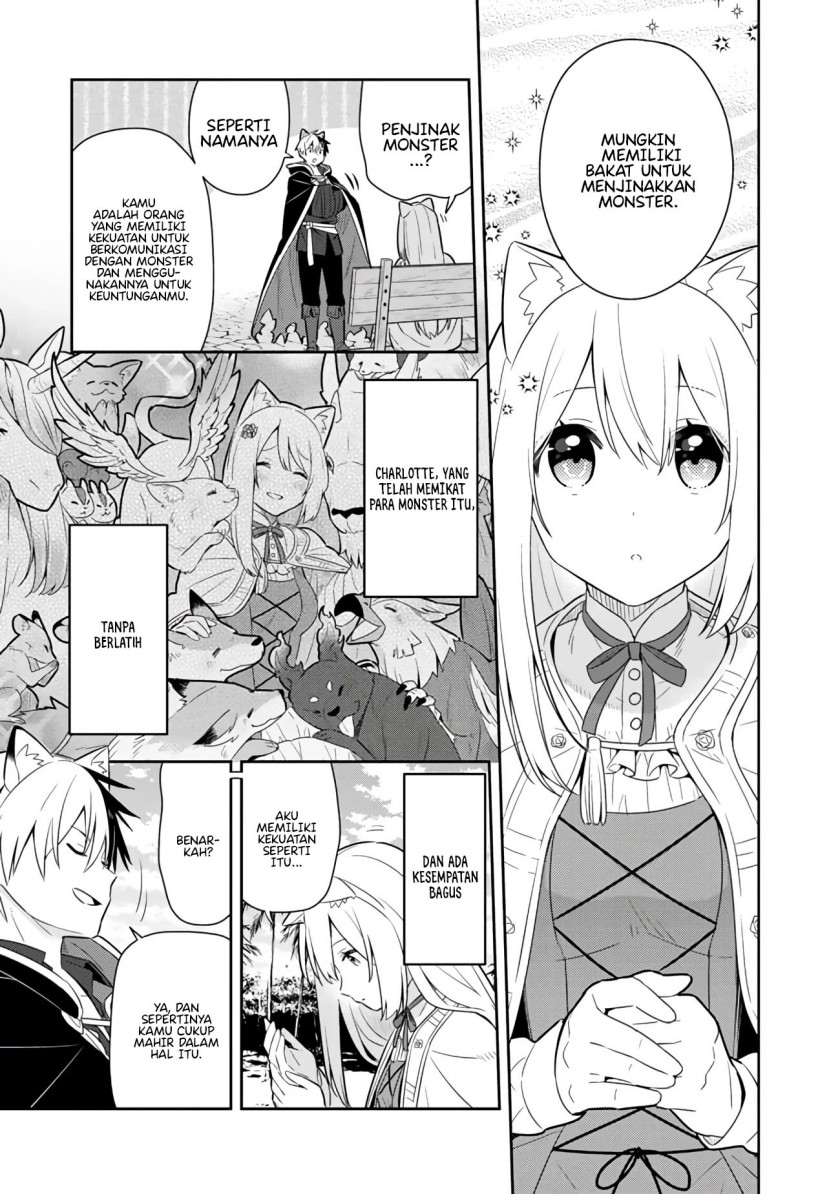 MUNGKIN
MEMILIKI
BAKAT UNTUK
MENJINAKKAN
MONSTER.
PENJINAK
MONSTER
...?
SEPERTI
NAMANYA
KAMU
ADALAH ORANG
YANG MEMILIKI
KEKUATAN UNTUK
BERKOMUNIKASI
DENGAN MONSTER
DAN MENGGU-
NAKANNYA UNTUK
KEUNTUNGANMU.
CHARLOTTE, YANG
TELAH MEMIKAT
PARA MONSTER ITU,
TANPA
BERLATIH
DAN ADA
KESEMPATAN
BAGUS
AKU
MEMILIKI
KEKUATAN
SEPERTI
ITU...
BENAR-
KAH?
YA, DAN
SEPERTINYA
KAMU CUKUP
MAHIR DALAM
HAL ITU.